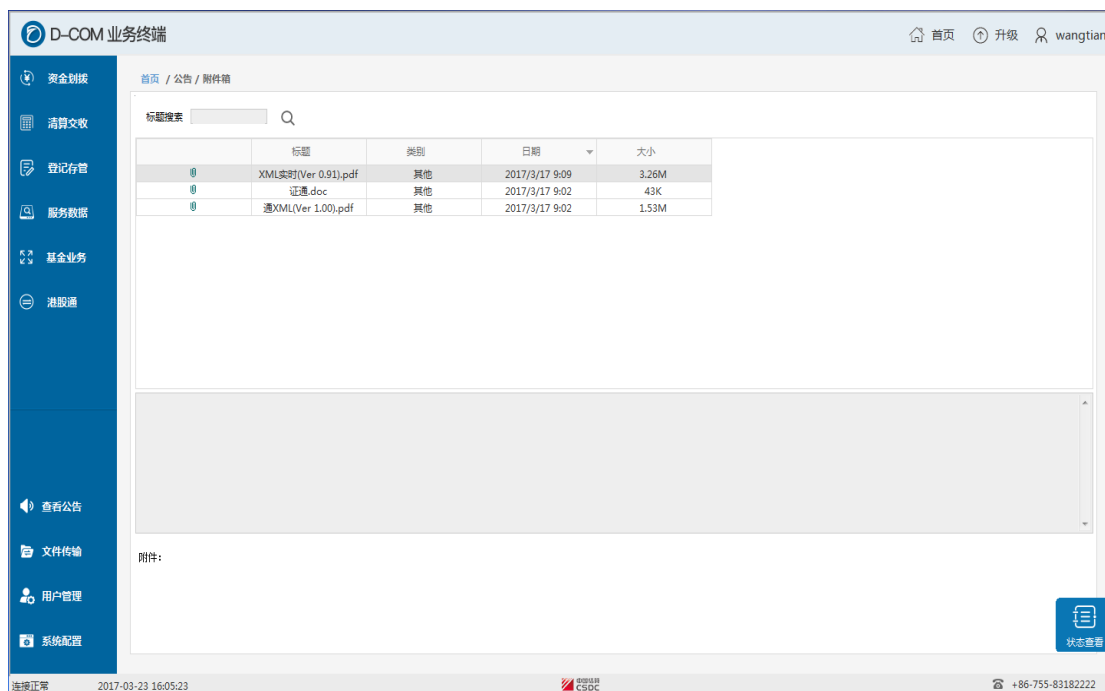 D-COM 业务终端
首页 升级 wangtian
资金划拨
首页 / 公告 / 附件箱
清算交收
标题搜索
标题 类别 日期 大小
登记存管
XML实时(Ver 0.91).pdf 其他 2017/3/17 9:09 3.26M
证通.doc 其他 2017/3/17 9:02 43K
通XML(Ver 1.00).pdf 其他 2017/3/17 9:02 1.53M
服务数据
基金业务
港股通
查看公告
文件传输
附件：
用户管理
系统配置
状态查看
连接正常 2017-03-23 16:05:23 中国结算 CSDC +86-755-83182222